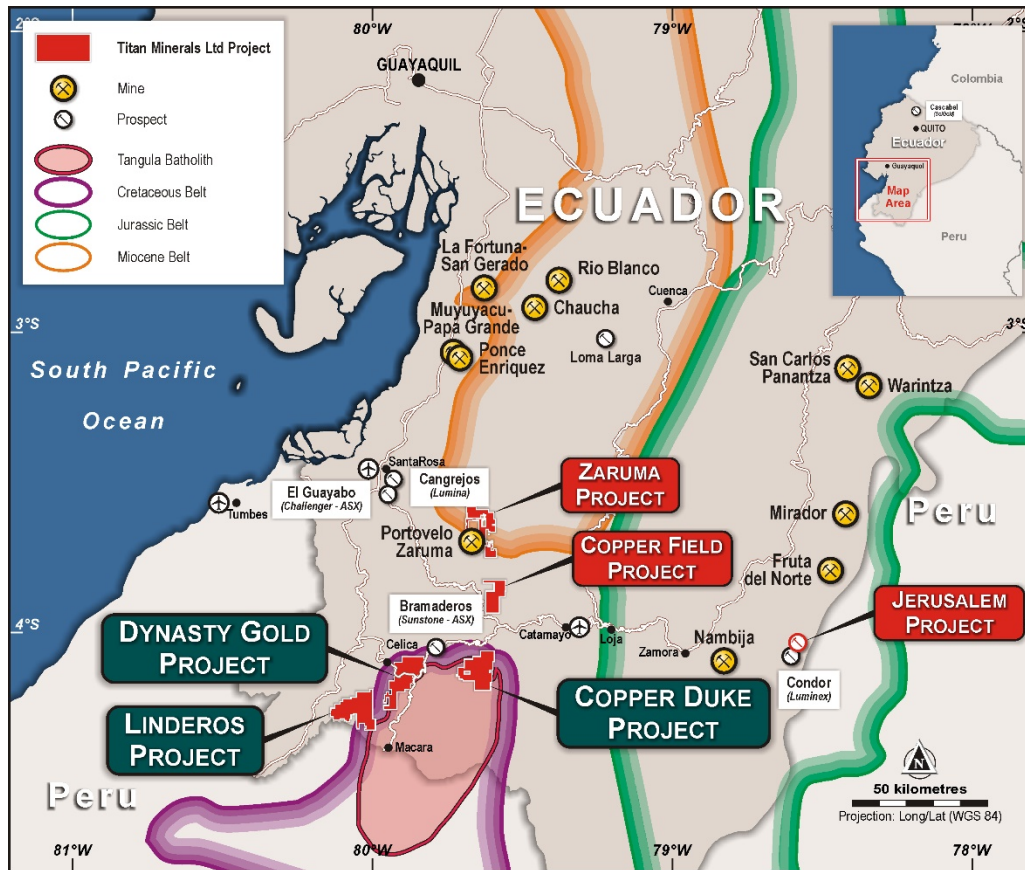 81°W
80°W
79°W
2°S
2°S
Titan Minerals Ltd Project
Mine
Prospect
Tangula Batholith
Cretaceous Belt
Jurassic Belt
Miocene Belt
GUAYAQUIL
Colombia
Cascabel
(SolGold)
QUITO
Ecuador
Guayaquol
Map
Area
Peru
ECUADOR
La Fortuna-
San Gerado
Rio Blanco
Chaucha
Cuenca
Muyuyacu-
Papa Grande
Ponce
Enriquez
Loma Larga
3°S
3°S
South Pacific
Ocean
San Carlos
Panantza
Warintza
SantaRosa
Cangrejos
(Lumina)
El Guayabo
(Challenger - ASX)
Tumbes
ZARUMA
PROJECT
Portovelo
Zaruma
COPPER FIELD
PROJECT
Mirador
Peru
Fruta
del Norte
JERUSALEM
PROJECT
4°S
Bramaderos
(Sunstone - ASX)
Catamayo
Loja
Zamora
Nambija
Condor
(Luminex)
DYNASTY GOLD
PROJECT
Celica
COPPER DUKE
PROJECT
LINDEROS
PROJECT
Macara
Peru
N
50 kilometres
Projection: Long/Lat (WGS 84)
81°W
80°W
79°W
78°W